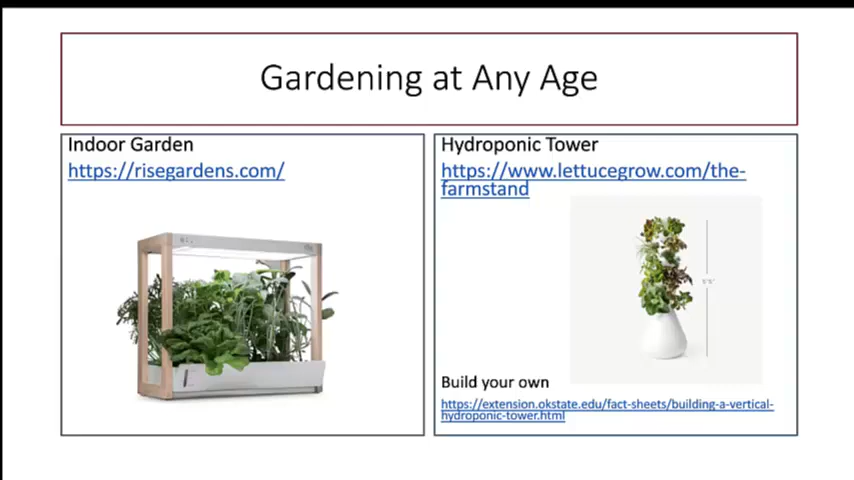 Gardening at Any Age
Indoor Garden
https://risegardens.com/
Hydroponic Tower
https://www.lettucegrow.com/the-
farmstand
Build your own
https://extension.okstate.edu/fact-sheets/building-a-vertical-
hydroponic-tower.html